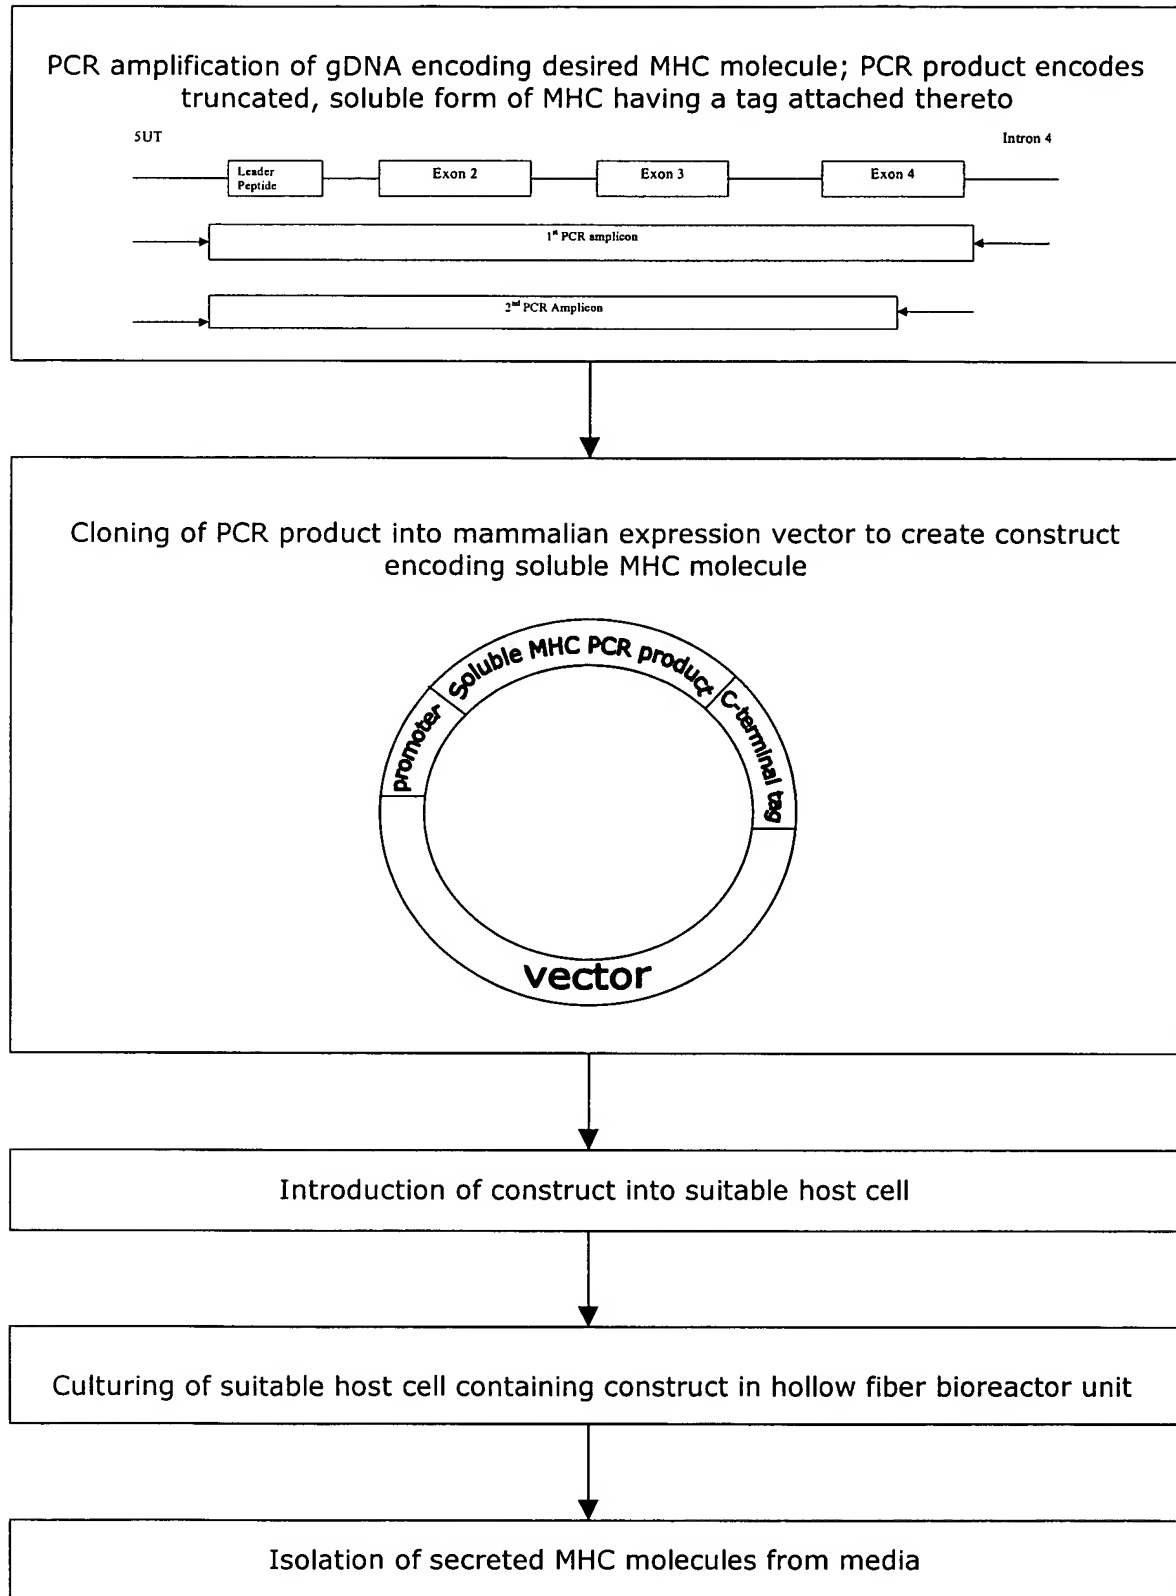 PCR amplification of gDNA encoding desired MHC molecule; PCR product encodes
truncated, soluble form of MHC having a tag attached thereto
5UT
Intron 4
Leader
Peptide
Exon 2
Exon 3
Exon 4
1st PCR amplicon
2nd PCR Amplicon
Cloning of PCR product into mammalian expression vector to create construct
encoding soluble MHC molecule
promoter
Soluble MHC PCR product
C-terminal tag
vector
Introduction of construct into suitable host cell
Culturing of suitable host cell containing construct in hollow fiber bioreactor unit
Isolation of secreted MHC molecules from media